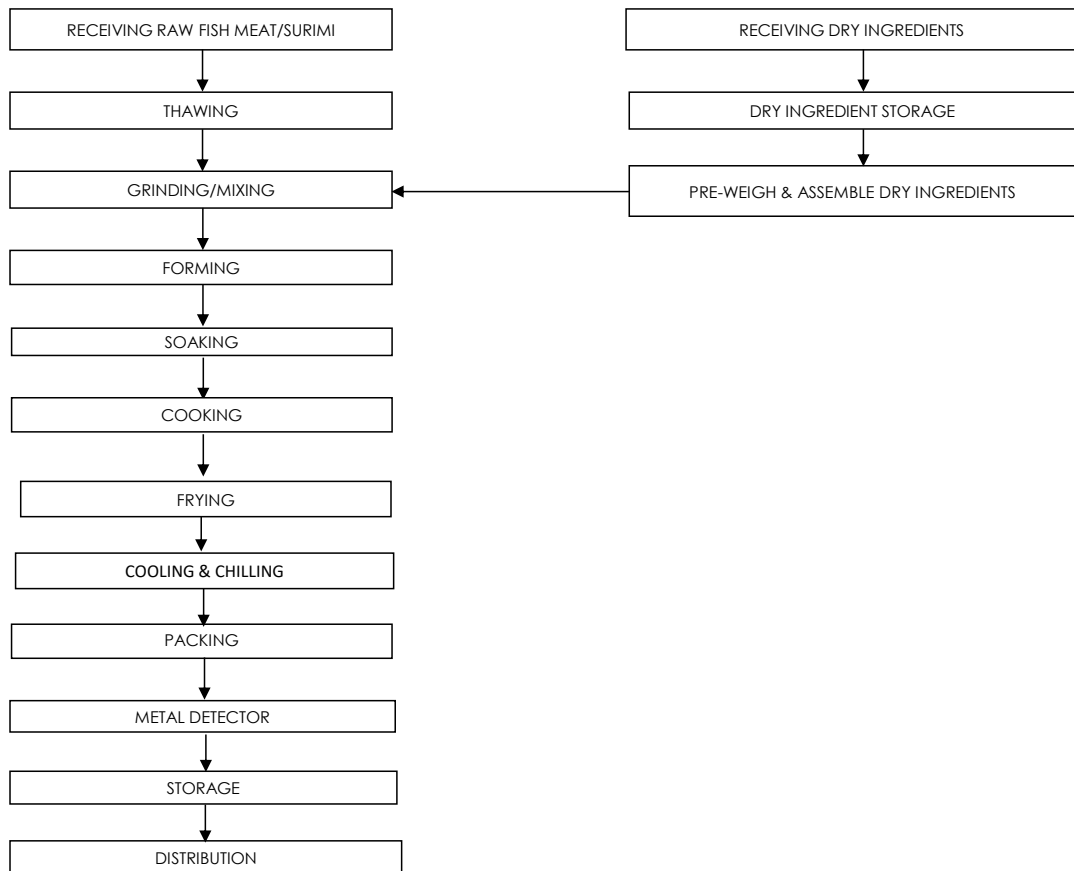 RECEIVING RAW FISH MEAT/SURIMI
RECEIVING DRY INGREDIENTS
THAWING
DRY INGREDIENT STORAGE
GRINDING/MIXING
PRE-WEIGH & ASSEMBLE DRY INGREDIENTS
FORMING
SOAKING
COOKING
FRYING
COOLING & CHILLING
PACKING
METAL DETECTOR
STORAGE
DISTRIBUTION